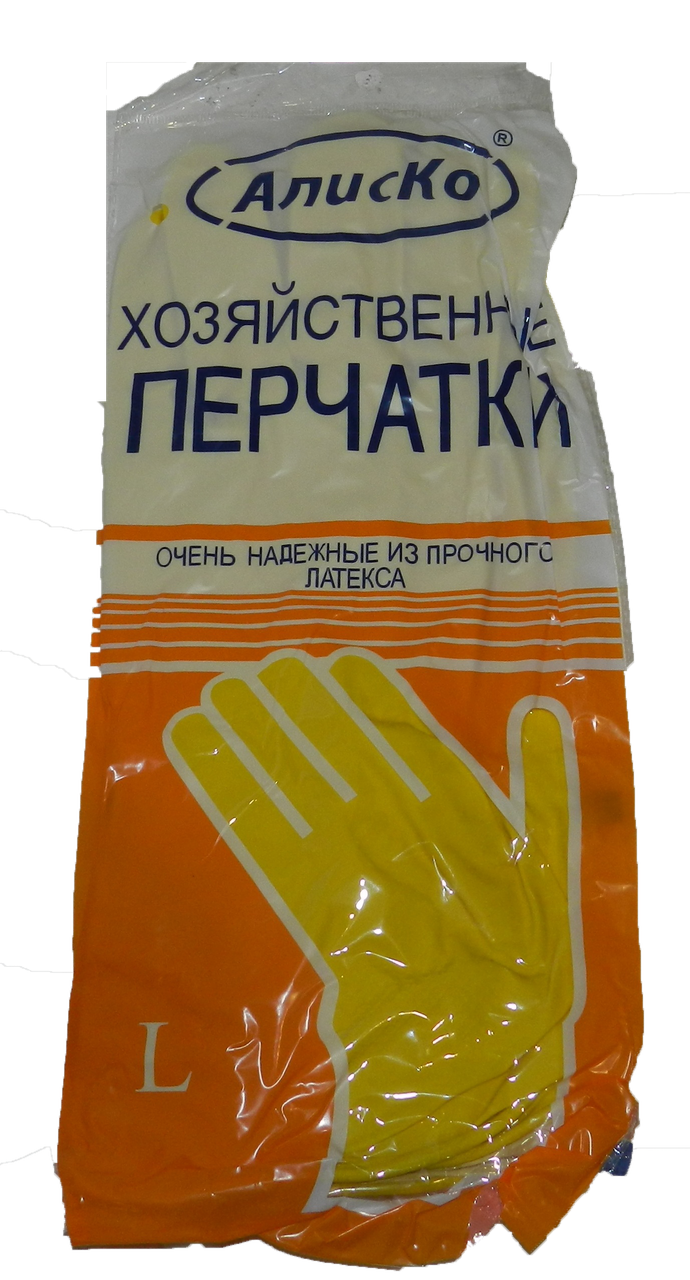 АлисКо ®
ХОЗЯЙСТВЕННЫЕ
ПЕРЧАТКИ
ОЧЕНЬ НАДЕЖНЫЕ ИЗ ПРОЧНОГО
ЛАТЕКСА
L